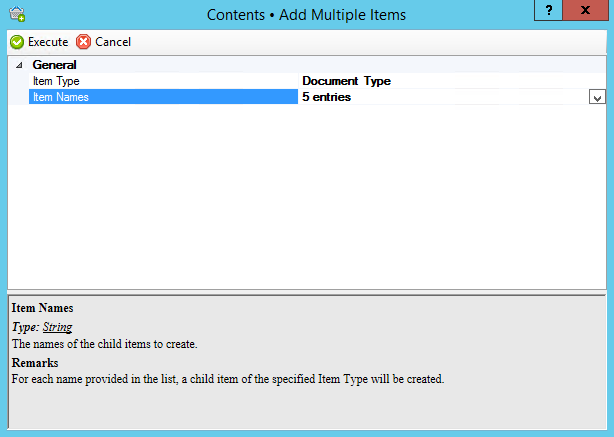 Contents • Add Multiple Items
?
x
Execute Cancel
General
Item Type Document Type
Item Names 5 entries
Item Names
Type: String
The names of the child items to create.
Remarks
For each name provided in the list, a child item of the specified Item Type will be created.